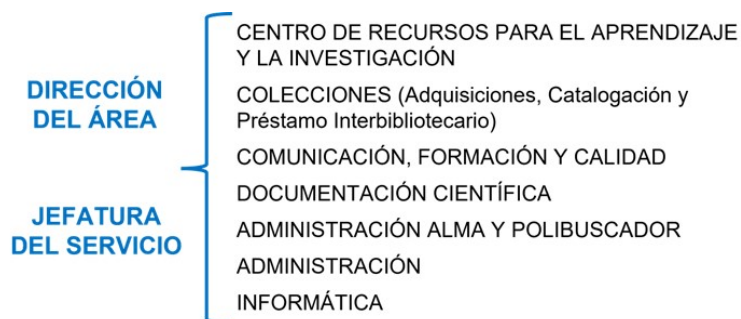 DIRECCIÓN
DEL ÁREA
JEFATURA
DEL SERVICIO
CENTRO DE RECURSOS PARA EL APRENDIZAJE
Y LA INVESTIGACIÓN
COLECCIONES (Adquisiciones, Catalogación y
Préstamo Interbibliotecario)
COMUNICACIÓN, FORMACIÓN Y CALIDAD
DOCUMENTACIÓN CIENTÍFICA
ADMINISTRACIÓN ALMA Y POLIBUSCADOR
ADMINISTRACIÓN
INFORMÁTICA